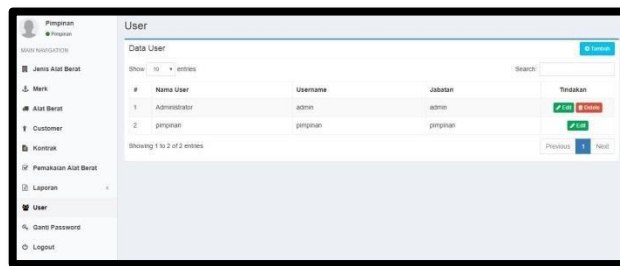 Pimpinan
Pimpinan
MAIN NAVIGATION
Jenis Alat Berat
Merk
Alat Berat
Customer
Kontrak
Pemakaian Alat Berat
Laporan
User
Ganti Password
Logout
User
Data User
Tambah
Show 10 entries
Search:
# Nama User Username Jabatan Tindakan
1 Administrator admin admin Edit Delete
2 pimpinan pimpinan pimpinan Edit
Showing 1 to 2 of 2 entries
Previous 1 Next